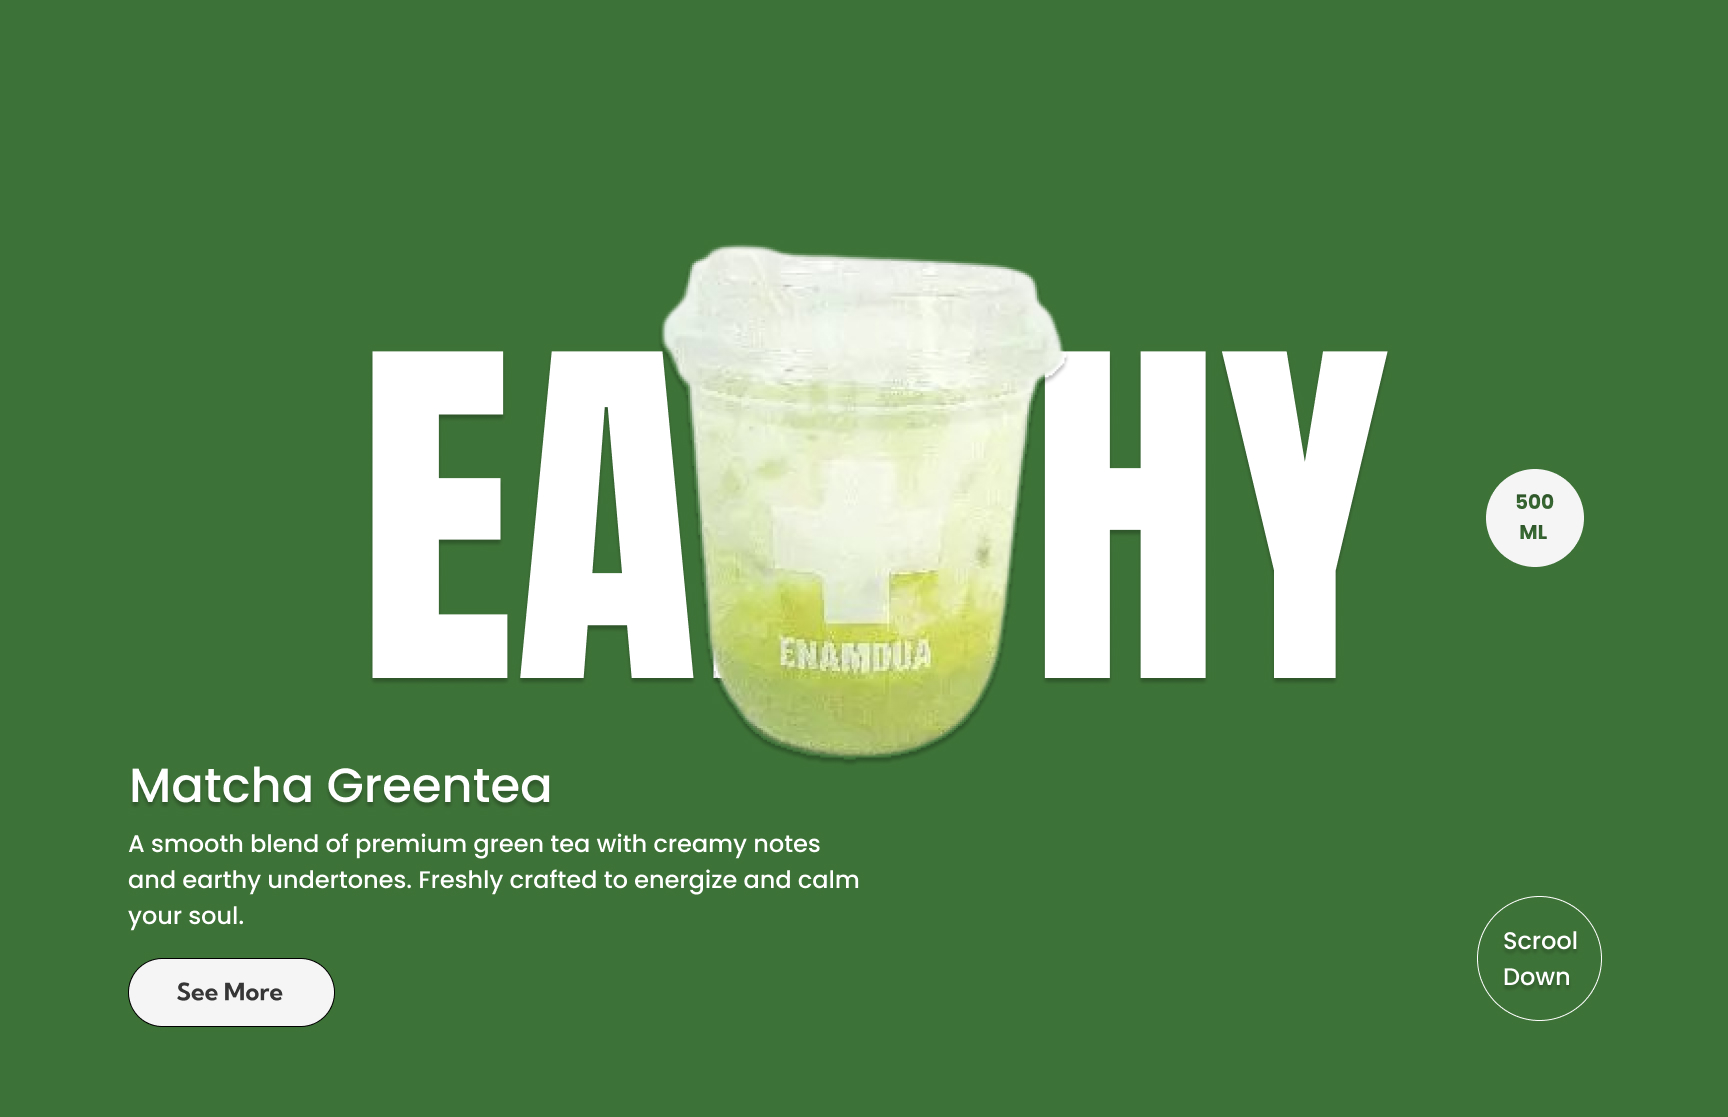 EA HY
ENAMDUA
500
ML
Matcha Greentea
A smooth blend of premium green tea with creamy notes
and earthy undertones. Freshly crafted to energize and calm
your soul.
See More
Scrool
Down